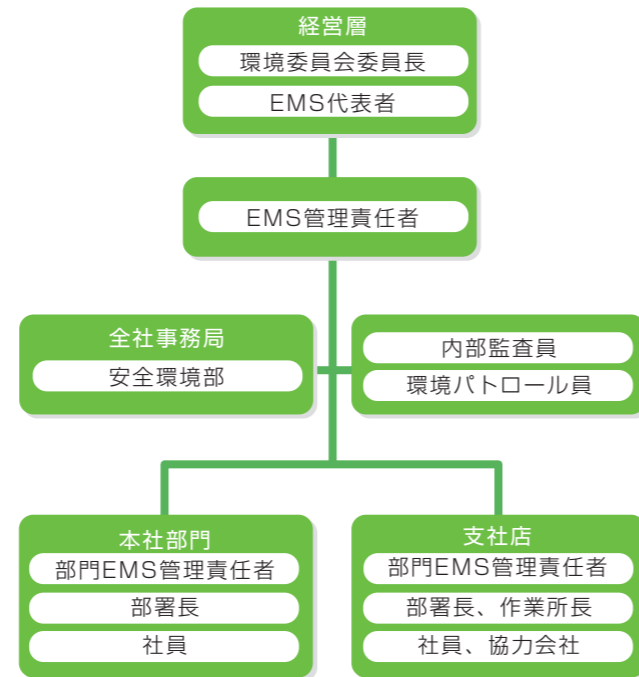 経営層
環境委員会委員長
EMS代表者
EMS管理責任者
全社事務局
安全環境部
内部監査員
環境パトロール員
本社部門
部門EMS管理責任者
部署長
社員
支社店
部門EMS管理責任者
部署長、作業所長
社員、協力会社